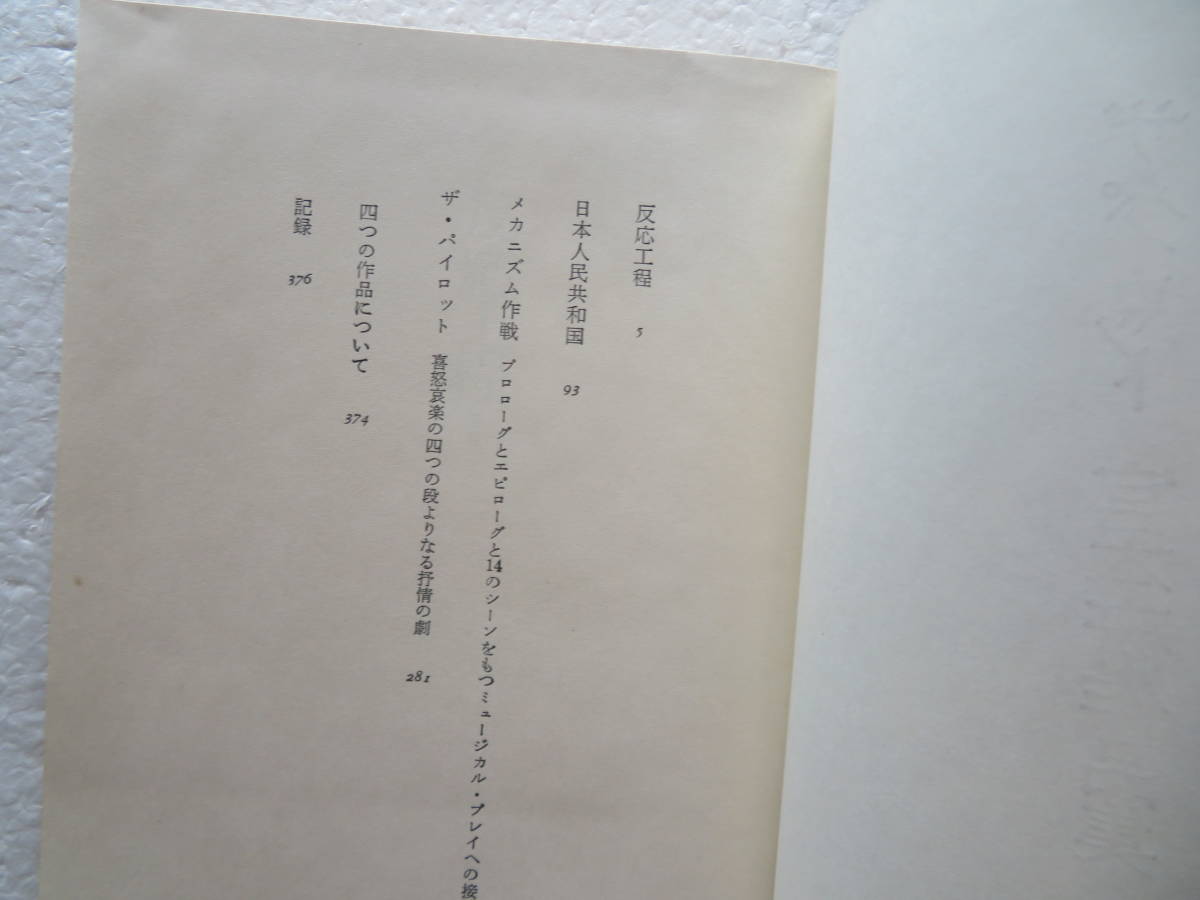 反応工程 5
日本人民共和国 93
メカニズム作戦 プロローグとエピローグと14のシーンをもつミュージカル・プレイへの接
ザ・パイロット 喜怒哀楽の四つの段よりなる抒情の劇 281
四つの作品について 374
記録 376